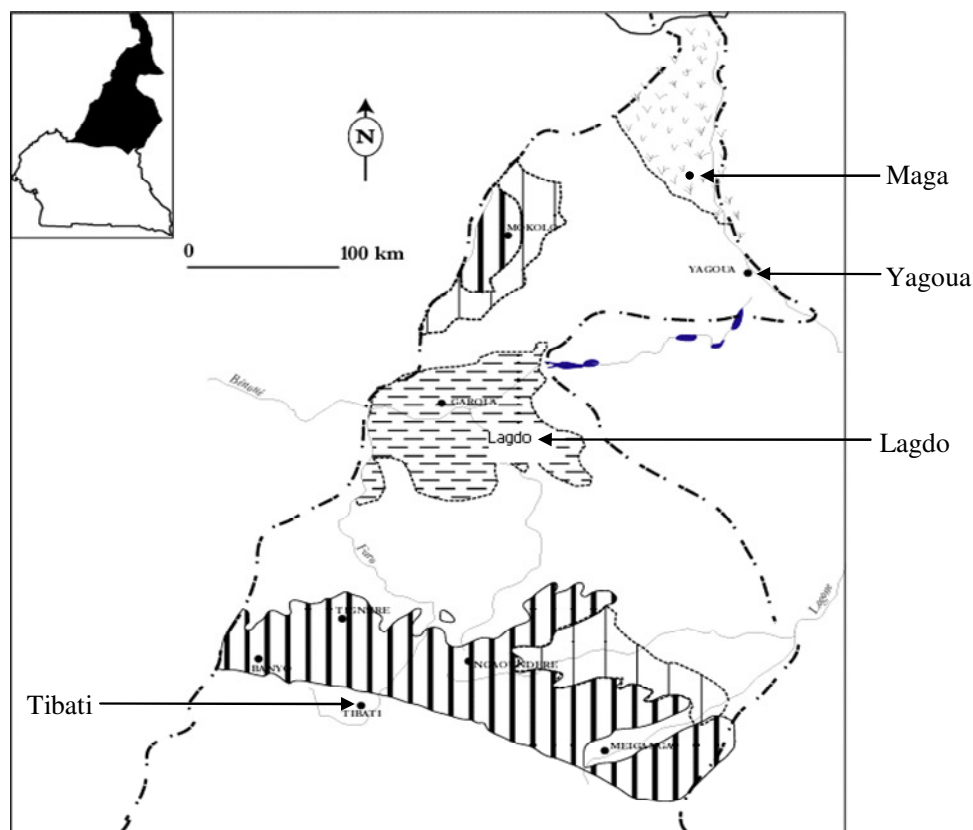 N
0 100 km
Maga
MOKOLO
YAGOUA
Yagoua
Bénoué
GAROUA
Lagdo
Lagdo
Faro
Logone
TIGNERE
BANYO
NGAOUNDERE
Tibati
TIBATI
MEIGANGA